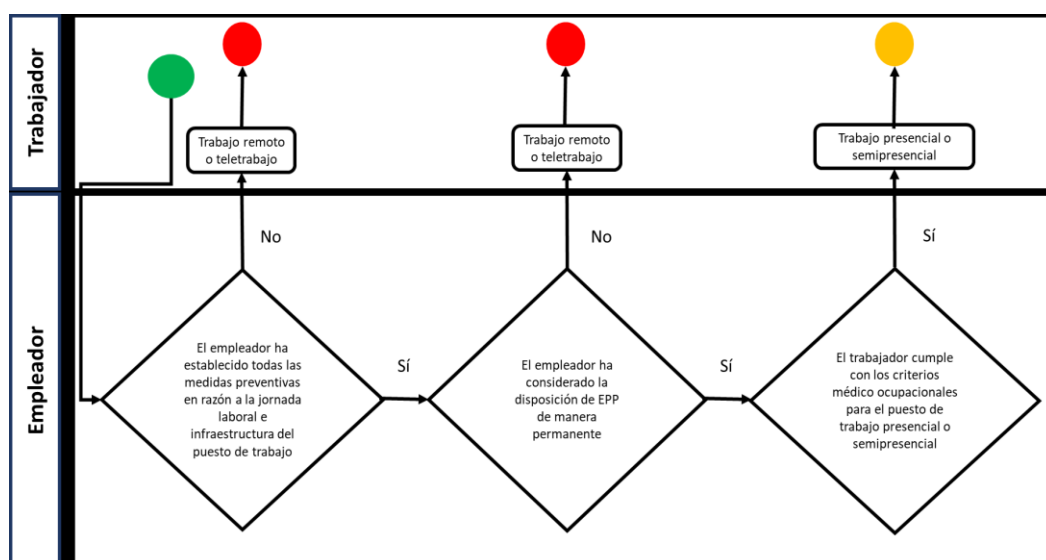 Trabajador
Trabajo remoto
o teletrabajo
Trabajo remoto
o teletrabajo
Trabajo presencial o
semipresencial
No
No
Sí
Empleador
El empleador ha
establecido todas las
medidas preventivas
en razón a la jornada
laboral e
infraestructura del
puesto de trabajo
Sí
El empleador ha
considerado la
disposición de EPP
de manera
permanente
Sí
El trabajador cumple
con los criterios
médico ocupacionales
para el puesto de
trabajo presencial o
semipresencial